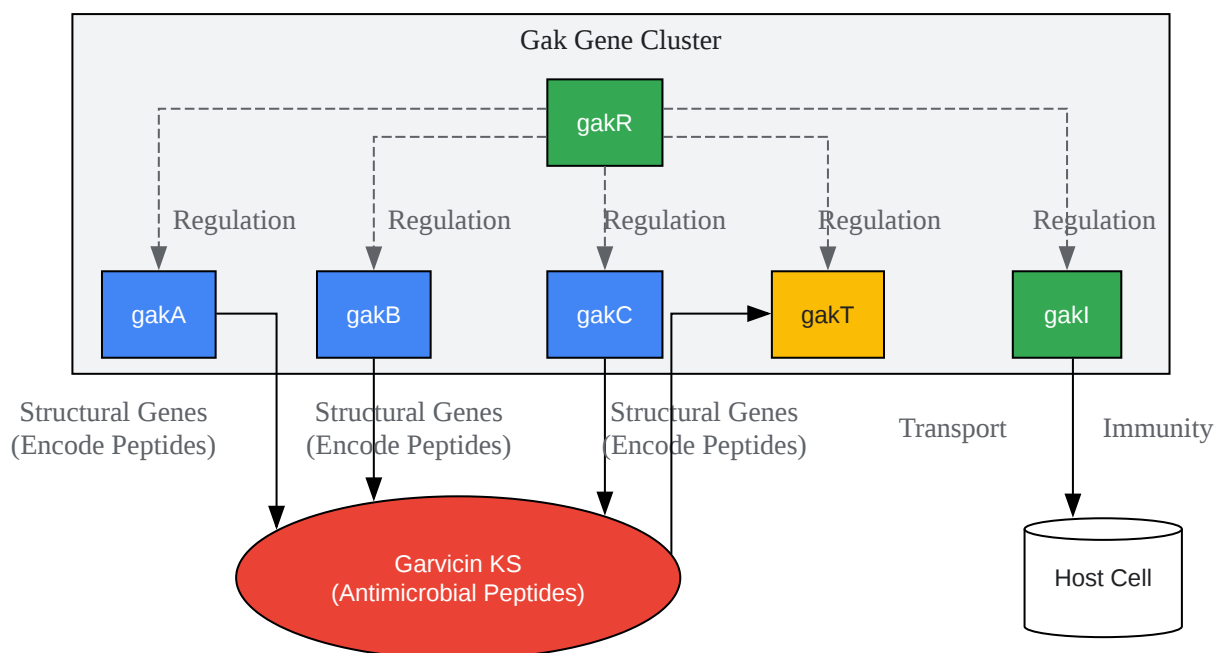 Gak Gene Cluster
gakR
Regulation
Regulation
Regulation
Regulation
Regulation
gakA
gakB
gakC
gakT
gakI
Structural Genes
(Encode Peptides)
Structural Genes
(Encode Peptides)
Structural Genes
(Encode Peptides)
Transport
Immunity
Garvicin KS
(Antimicrobial Peptides)
Host Cell